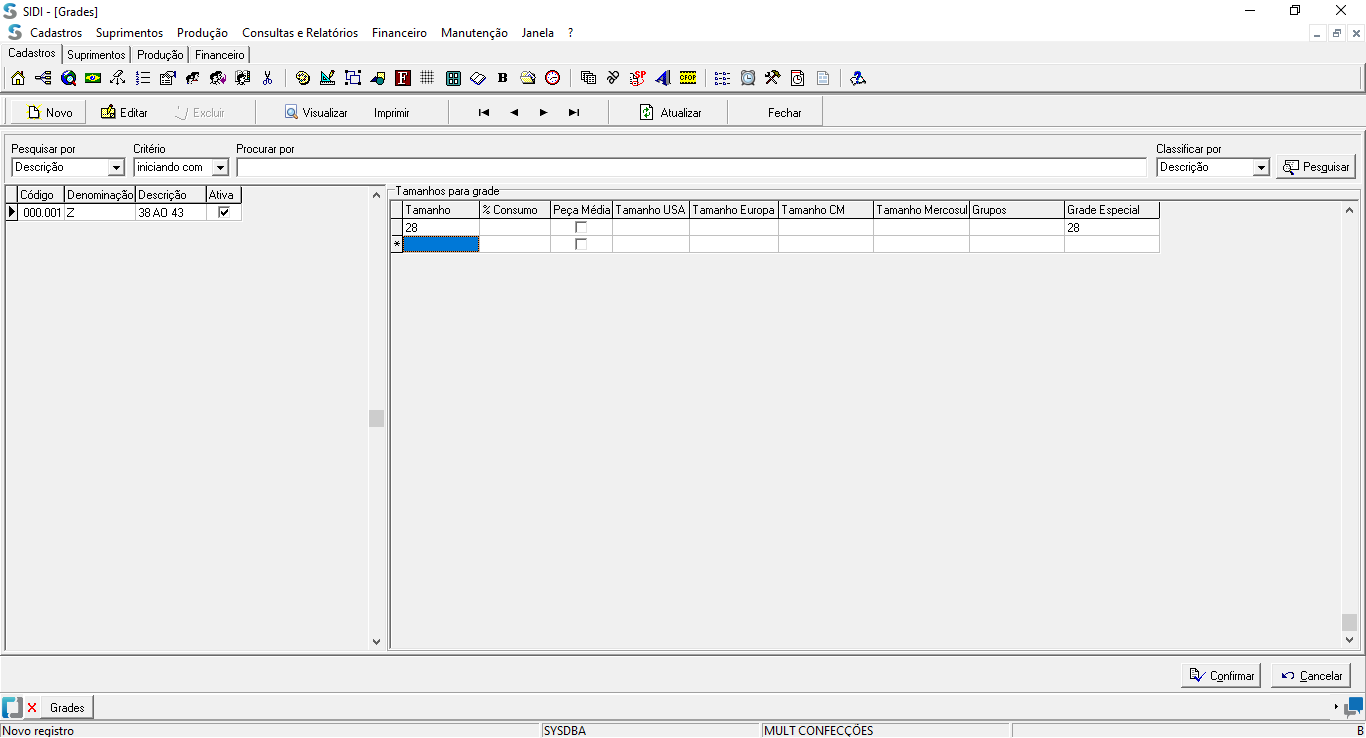 SIDI - [Grades]
Cadastros Suprimentos Produção Consultas e Relatórios Financeiro Manutenção Janela ?
Cadastros Suprimentos Produção Financeiro
F B SP CFOP
Novo Editar Excluir Visualizar Imprimir Atualizar Fechar
Pesquisar por Critério Procurar por Classificar por
Descrição iniciando com Descrição Pesquisar
Tamanhos para grade
Código Denominação Descrição Ativa
000.001 Z 38 AO 43
Tamanho % Consumo Peça Média Tamanho USA Tamanho Europa Tamanho CM Tamanho Mercosul Grupos Grade Especial
28 28
*
Confirmar Cancelar
Grades
Novo registro SYSDBA MULT CONFECÇÕES B